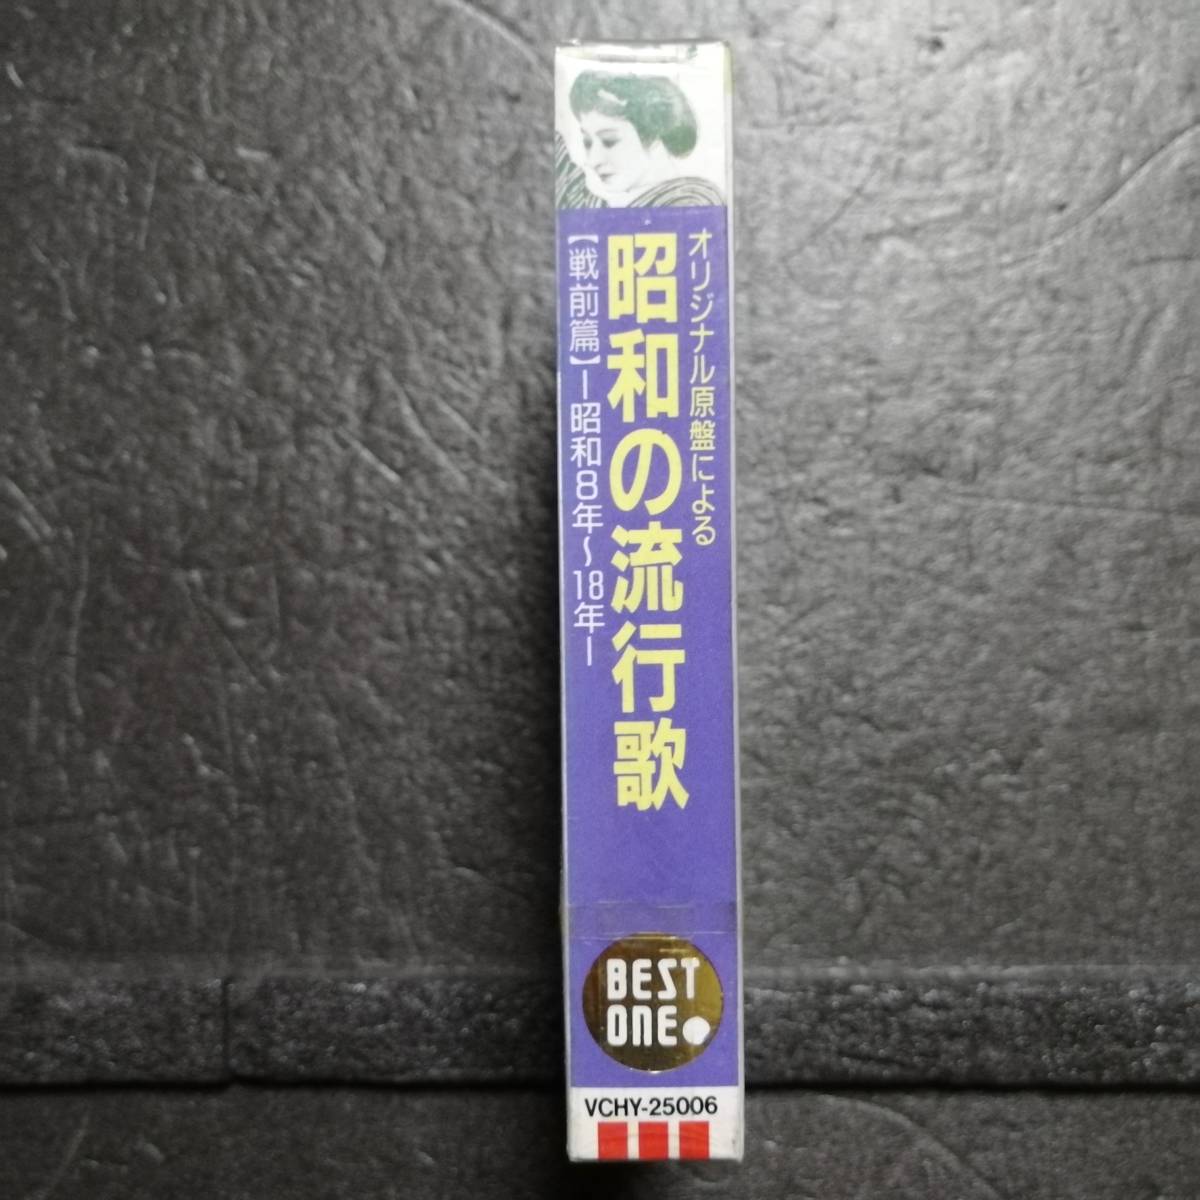 オリジナル原盤による
昭和の流行歌
【戦前篇】ー昭和8年〜18年ー
BEST
ONE
VCHY-25006